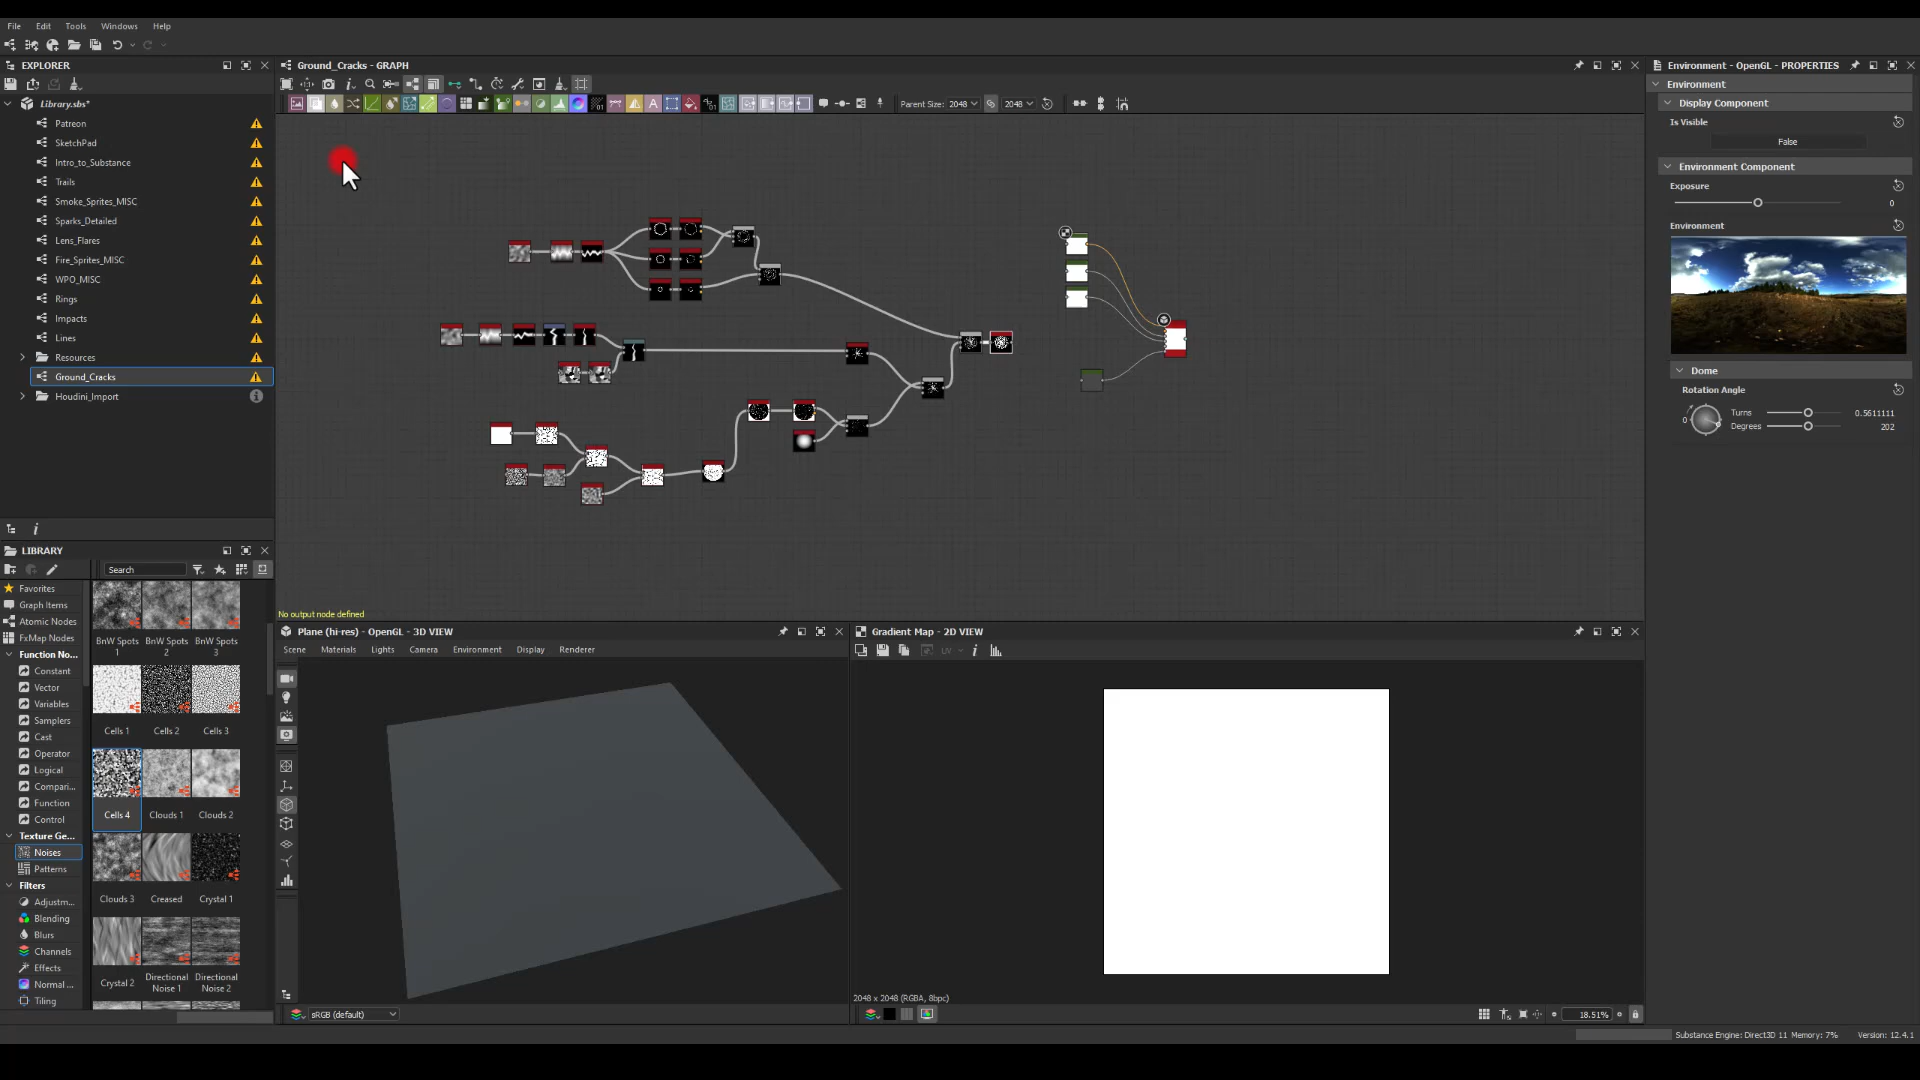 File Edit Tools Windows Help
EXPLORER
Library.sbs*
Patreon
SketchPad
Intro_to_Substance
Trails
Smoke_Sprites_MISC
Sparks_Detailed
Lens_Flares
Fire_Sprites_MISC
WPO_MISC
Rings
Impacts
Lines
Resources
Ground_Cracks
Houdini_Import
LIBRARY
Search
Favorites
Graph Items
Atomic Nodes
FxMap Nodes
Function No...
Constant
Vector
Variables
Samplers
Cast
Operator
Logical
Compari...
Function
Control
Texture Ge...
Noises
Patterns
Filters
Adjustm...
Blending
Blurs
Channels
Effects
Normal ...
Tiling
BnW Spots 1
BnW Spots 2
BnW Spots 3
Cells 1 Cells 2 Cells 3
Cells 4 Clouds 1 Clouds 2
Clouds 3 Creased Crystal 1
Crystal 2
Directional Noise 1
Directional Noise 2
Ground_Cracks - GRAPH
Parent Size: 2048 2048
No output node defined
Plane (hi-res) - OpenGL - 3D VIEW
Scene Materials Lights Camera Environment Display Renderer
sRGB (default)
Gradient Map - 2D VIEW
UV
2048 x 2048 (RGBA, 8bpc)
18.51%
Environment - OpenGL - PROPERTIES
Environment
Display Component
Is Visible
False
Environment Component
Exposure
0
Environment
Dome
Rotation Angle
0
Turns 0.5611111
Degrees 202
Substance Engine: Direct3D 11 Memory: 7% Version: 12.4.1